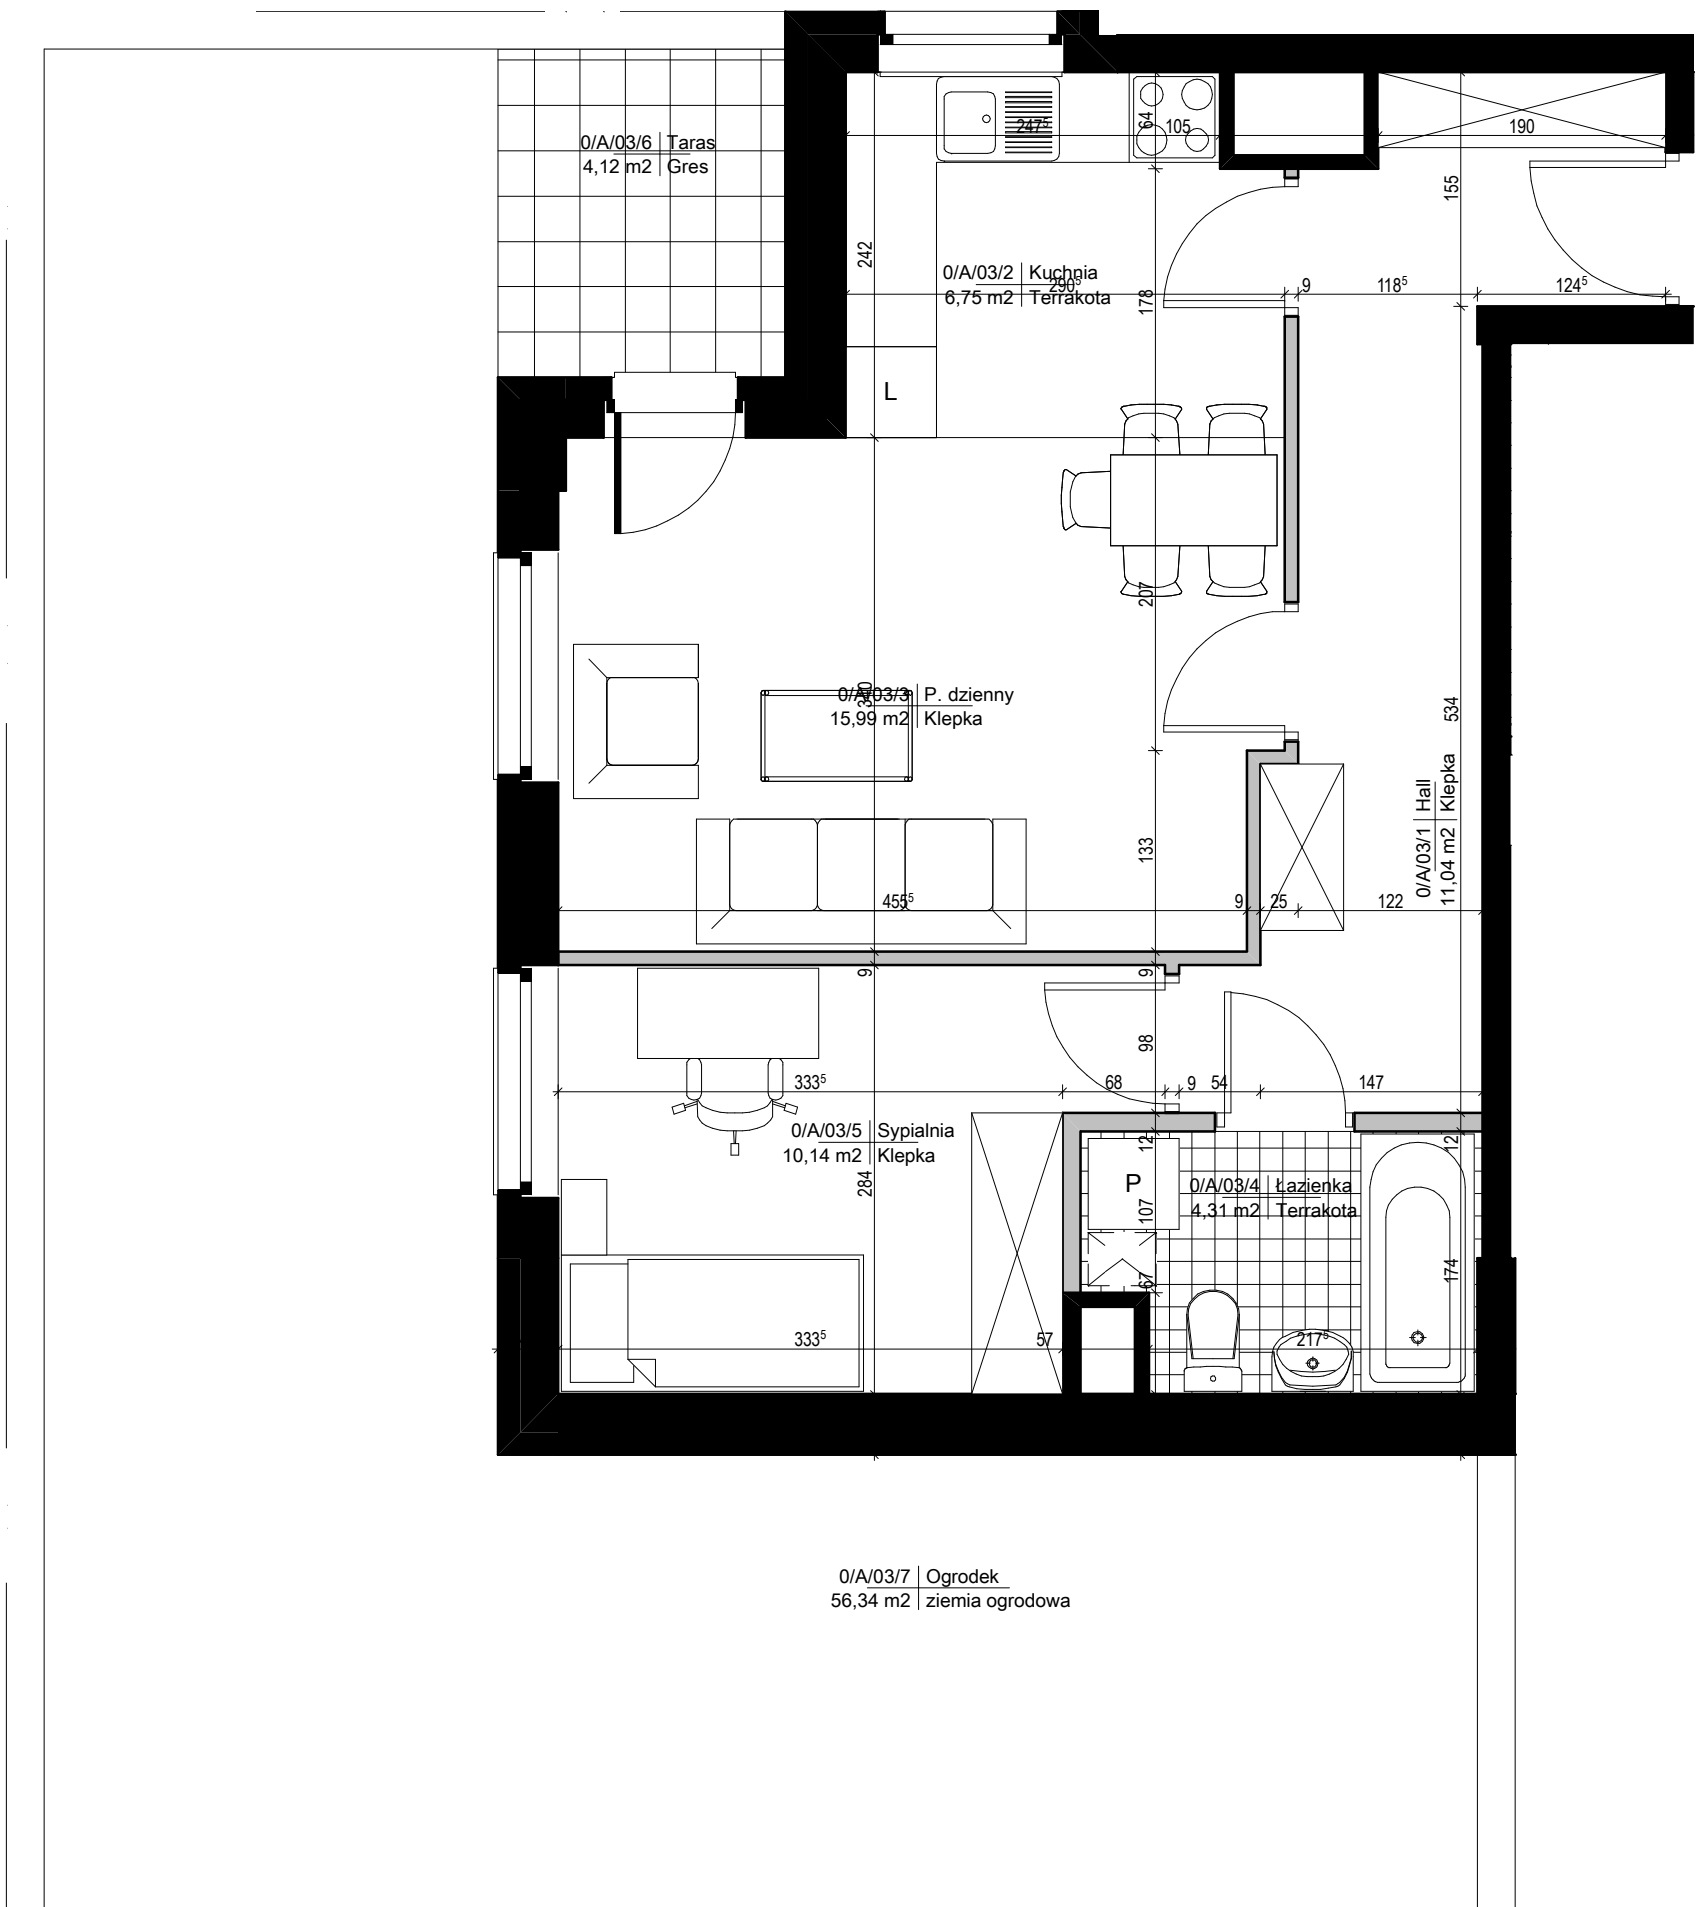 0/A/03/6 Taras
4,12 m2 Gres
247⁵
64
105
190
155
242
0/A/03/2 Kuchnia
6,75 m2 Terrakota
290⁵
178
9
118⁵
124⁵
L
207
0/A/03/3 P. dzienny
15,99 m2 Klepka
534
0/A/03/1 Hall
11,04 m2 Klepka
133
455⁵
9
25
122
9
9
98
333⁵
68
9
54
147
0/A/03/5 Sypialnia
10,14 m2 Klepka
12
12
P
0/A/03/4 Łazienka
4,31 m2 Terrakota
284
107
67
174
333⁵
57
217⁵
0/A/03/7 Ogrodek
56,34 m2 ziemia ogrodowa